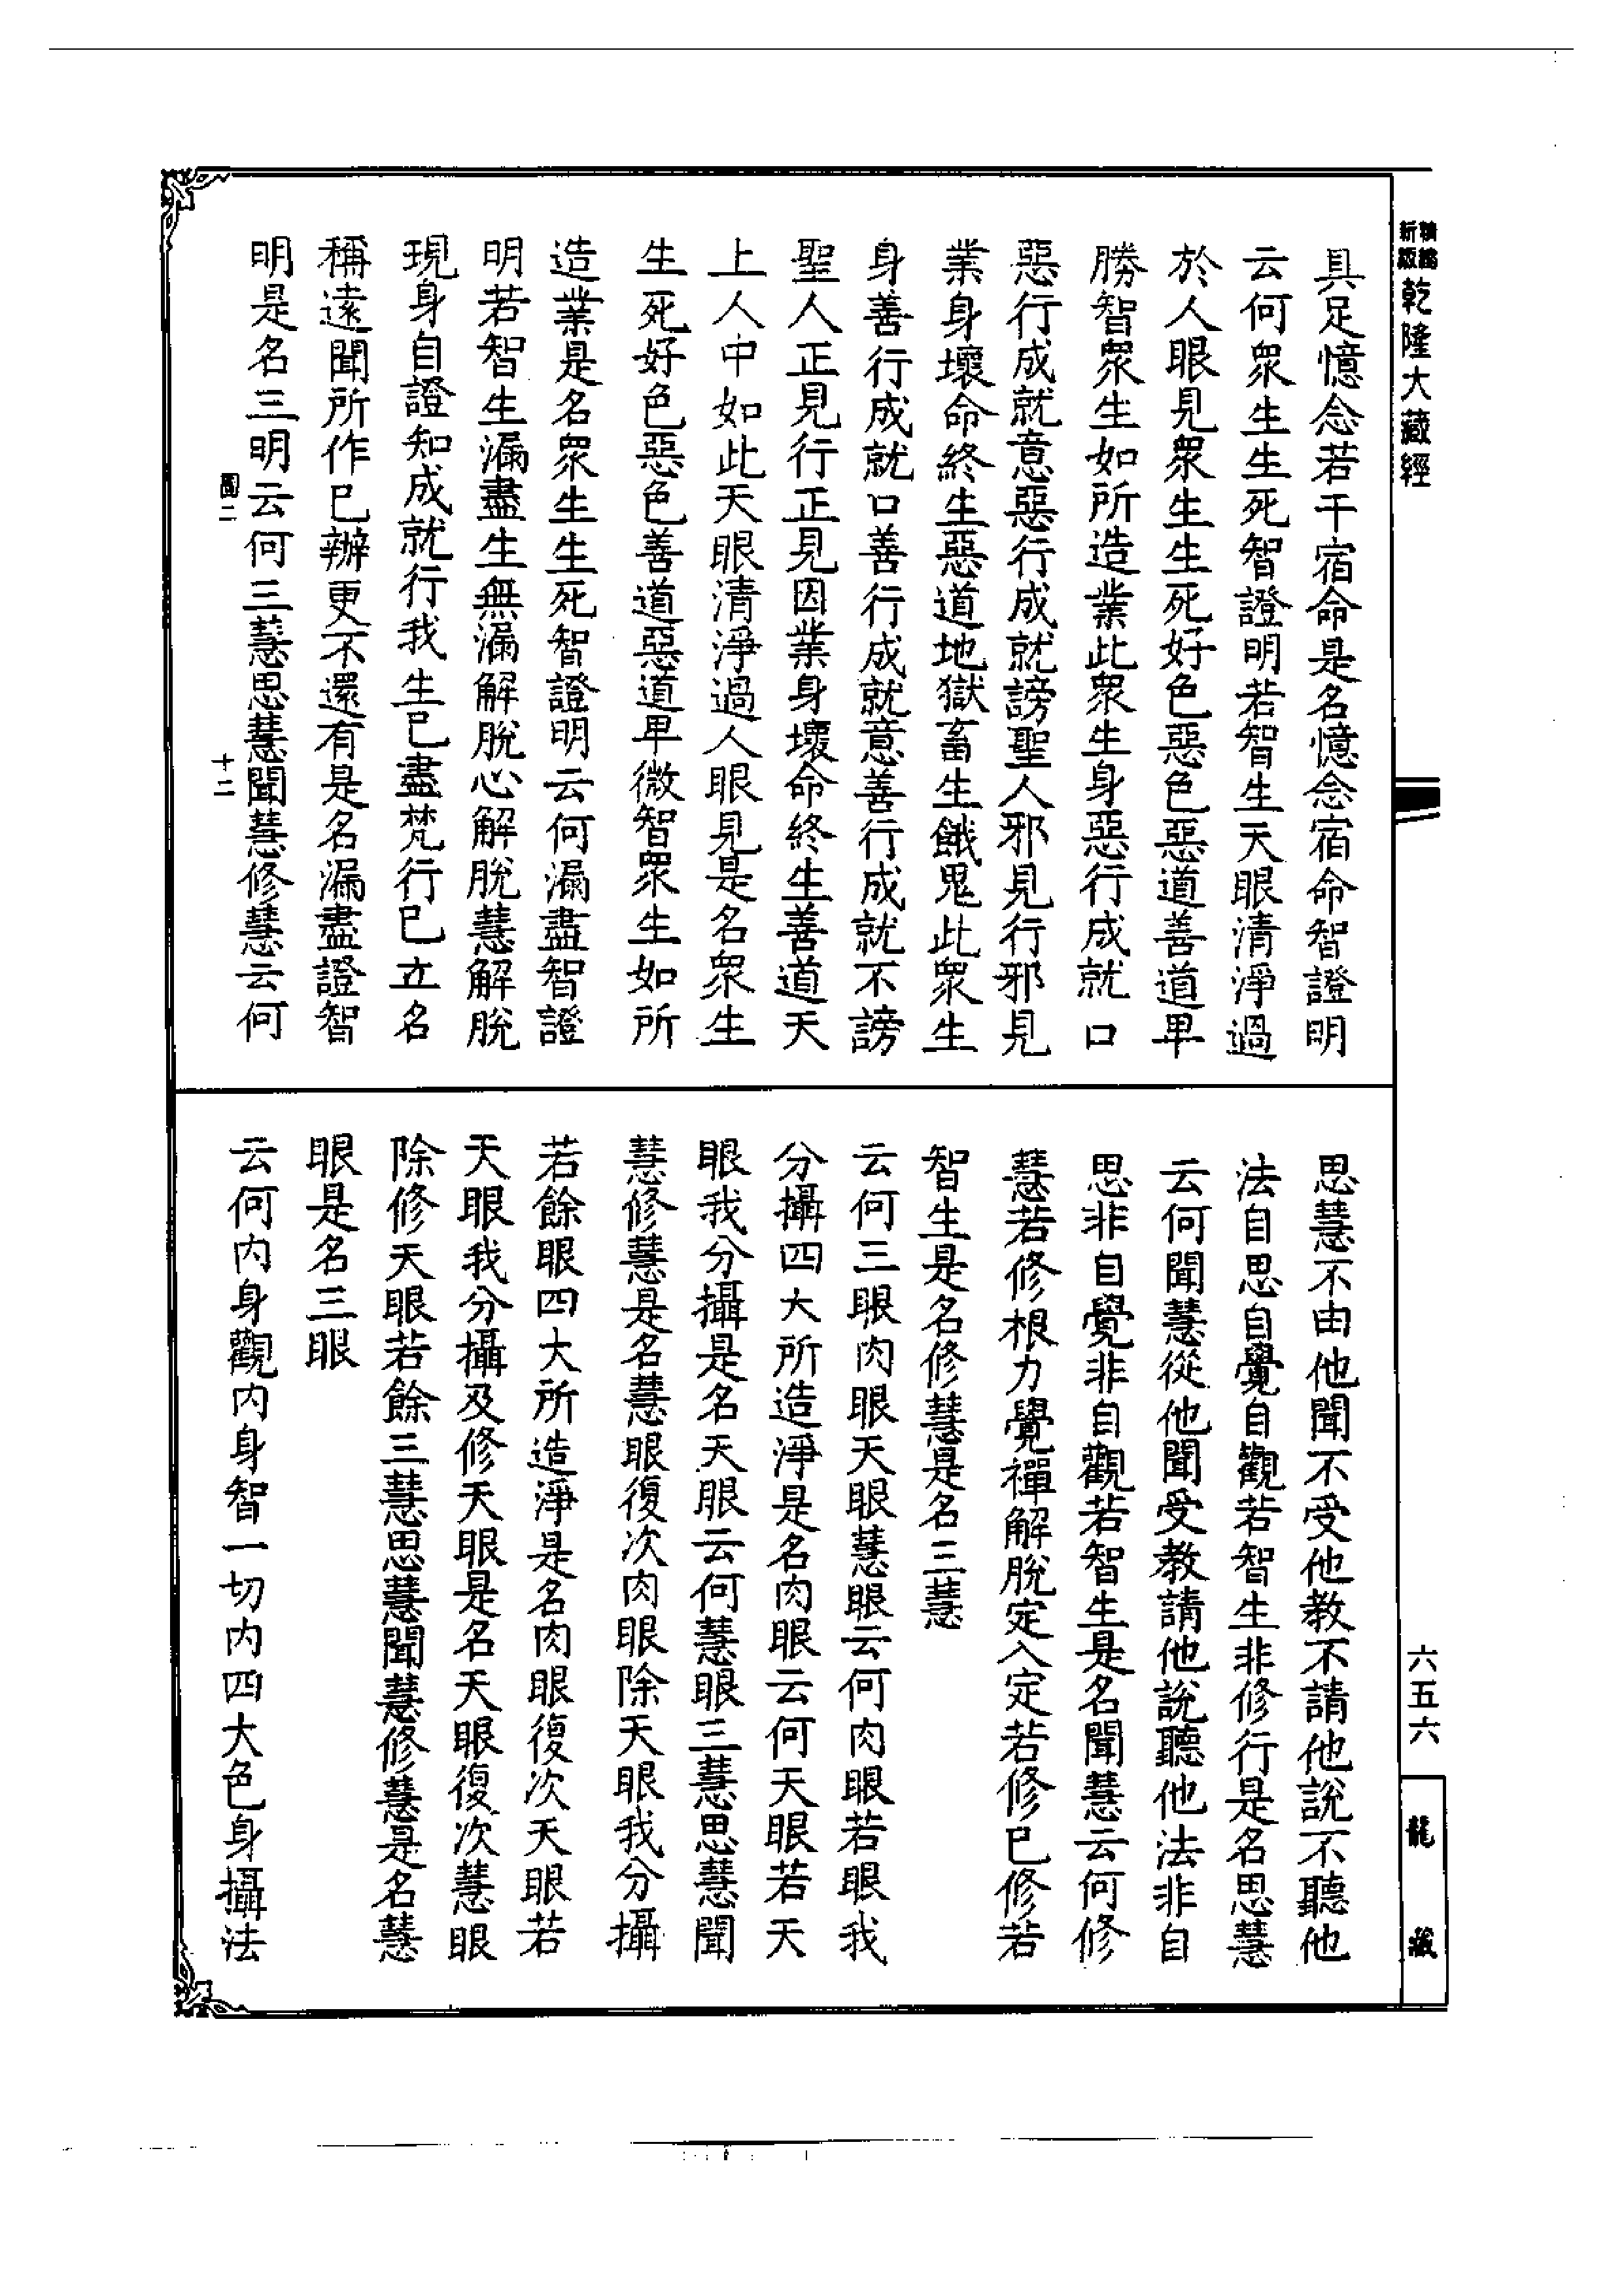 新編
縮版
乾隆大藏經
具足憶念若干宿命是名憶念宿命智證明
云何眾生生死智證明若智生天眼清淨過
於人眼見眾生生死好色惡色惡道善道卑
勝智眾生如所造業此眾生身惡行成就口
惡行成就意惡行成就謗聖人邪見行邪見
業身壞命終生惡道地獄畜生餓鬼此眾生
身善行成就口善行成就意善行成就不謗
聖人正見行正見因業身壞命終生善道天
上人中如此天眼清淨過人眼見是名眾生
生死好色惡色善道惡道卑微智眾生如所
造業是名眾生生死智證明云何漏盡智證
明若智生漏盡生無漏解脫心解脫慧解脫
現身自證知成就行我生已盡梵行已立名
稱遠聞所作已辦更不還有是名漏盡證智
明是名三明云何三慧思慧聞慧修慧云何
圖二
十二
思慧不由他聞不受他教不請他說不聽他
法自思自覺自觀若智生非修行是名思慧
云何聞慧從他聞受教請他說聽他法非自
思非自覺非自觀若智生是名聞慧云何修
慧若修根力覺禪解脫定入定若修已修若
智生是名修慧是名三慧
云何三眼肉眼天眼慧眼云何肉眼若眼我
分攝四大所造淨是名肉眼云何天眼若天
眼我分攝是名天眼云何慧眼三慧思慧聞
慧修慧是名慧眼復次肉眼除天眼我分攝
若餘眼四大所造淨是名肉眼復次天眼若
天眼我分攝及修天眼是名天眼復次慧眼
除修天眼若餘三慧思慧聞慧修慧是名慧
眼是名三眼
云何內身觀內身智一切內四大色身攝法
六五六
龍藏